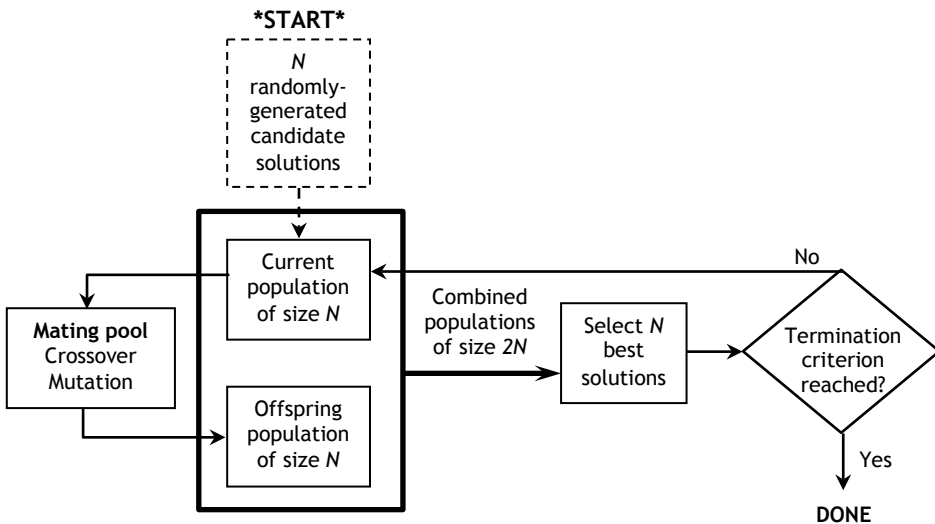 *START*
N
randomly-
generated
candidate
solutions
Current
population
of size N
No
Mating pool
Crossover
Mutation
Combined
populations
of size 2N
Select N
best
solutions
Termination
criterion
reached?
Offspring
population
of size N
Yes
DONE